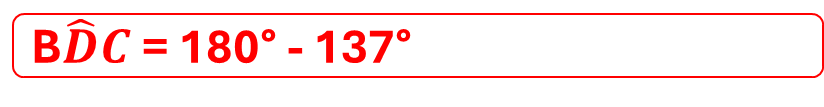 BD̂C = 180° - 137°